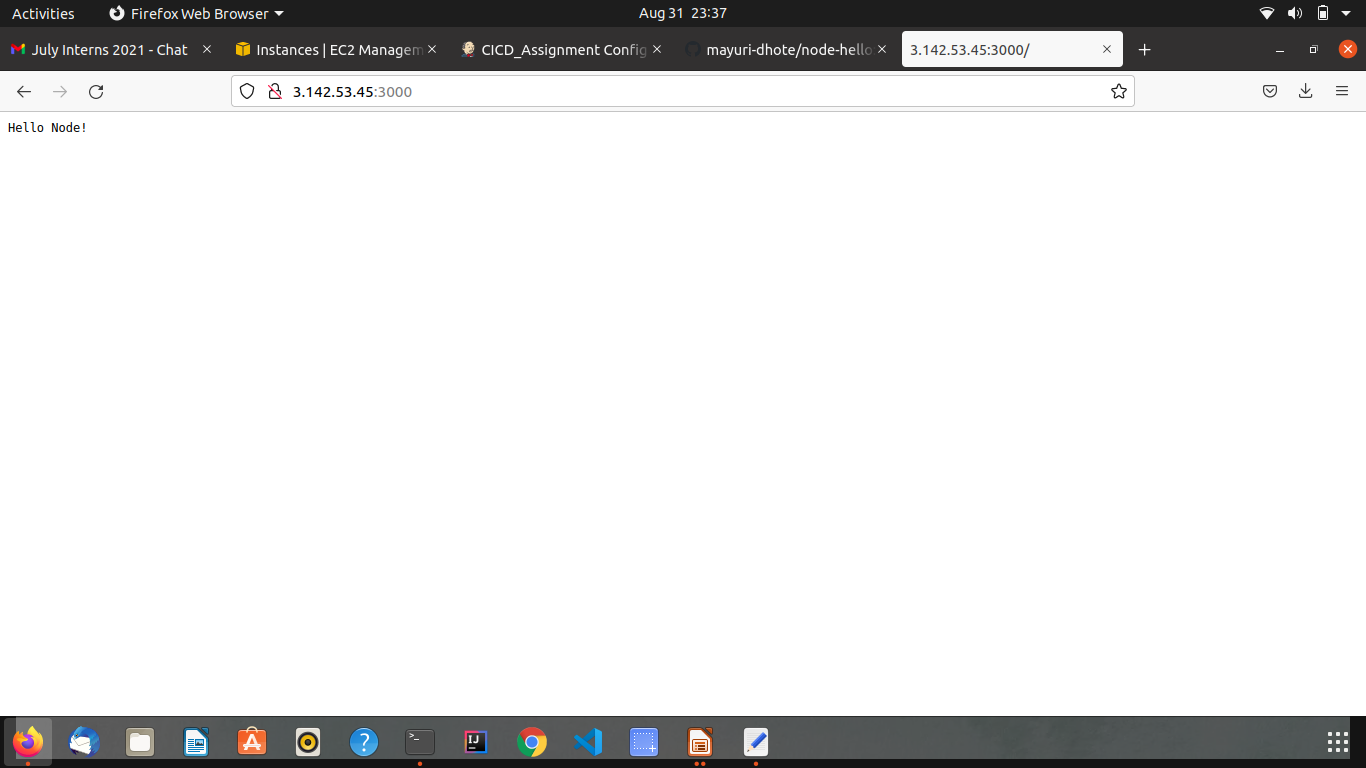 Activities
Firefox Web Browser
Aug 31 23:37
July Interns 2021 - Chat
Instances | EC2 Managem
CICD_Assignment Config
mayuri-dhote/node-hello
3.142.53.45:3000/
3.142.53.45:3000
Hello Node!